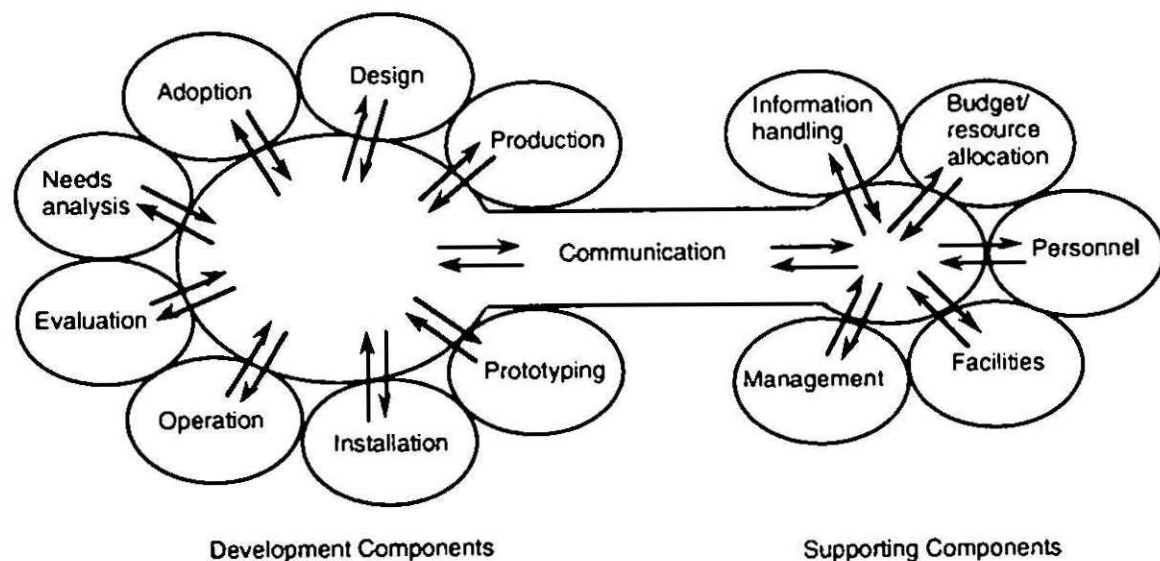 Design
Adoption
Production
Needs
analysis
Evaluation
Operation
Installation
Prototyping
Communication
Information
handling
Budget/
resource
allocation
Personnel
Facilities
Management
Development Components
Supporting Components